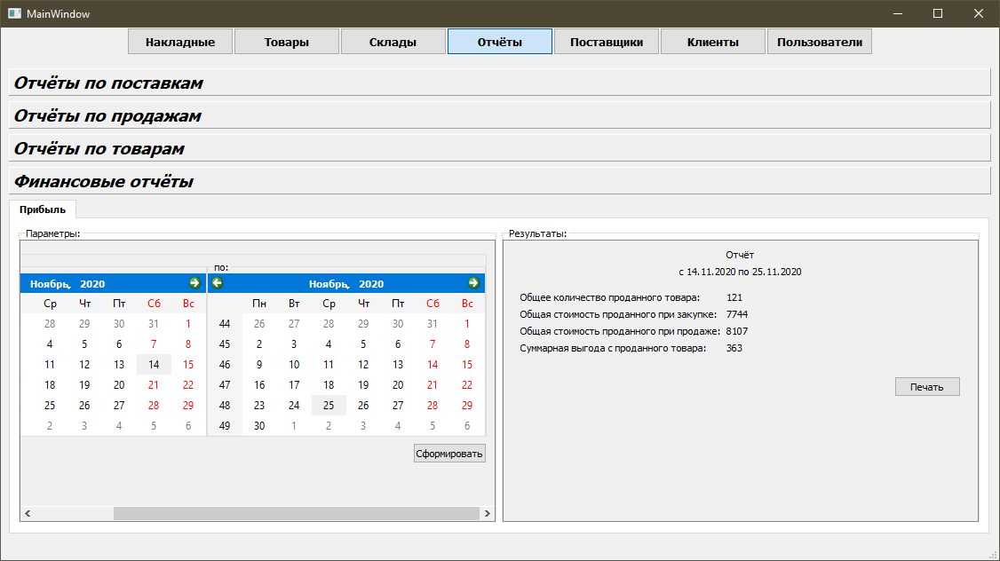 MainWindow
Накладные Товары Склады Отчёты Поставщики Клиенты Пользователи
Отчёты по поставкам
Отчёты по продажам
Отчёты по товарам
Финансовые отчёты
Прибыль
Параметры:
по:
Ноябрь, 2020 Ноябрь, 2020
Ср Чт Пт Сб Вс Пн Вт Ср Чт Пт Сб Вс
28 29 30 31 1 44 26 27 28 29 30 31 1
4 5 6 7 8 45 2 3 4 5 6 7 8
11 12 13 14 15 46 9 10 11 12 13 14 15
18 19 20 21 22 47 16 17 18 19 20 21 22
25 26 27 28 29 48 23 24 25 26 27 28 29
2 3 4 5 6 49 30 1 2 3 4 5 6
Сформировать
Результаты:
Отчёт
с 14.11.2020 по 25.11.2020
Общее количество проданного товара: 121
Общая стоимость проданного при закупке: 7744
Общая стоимость проданного при продаже: 8107
Суммарная выгода с проданного товара: 363
Печать